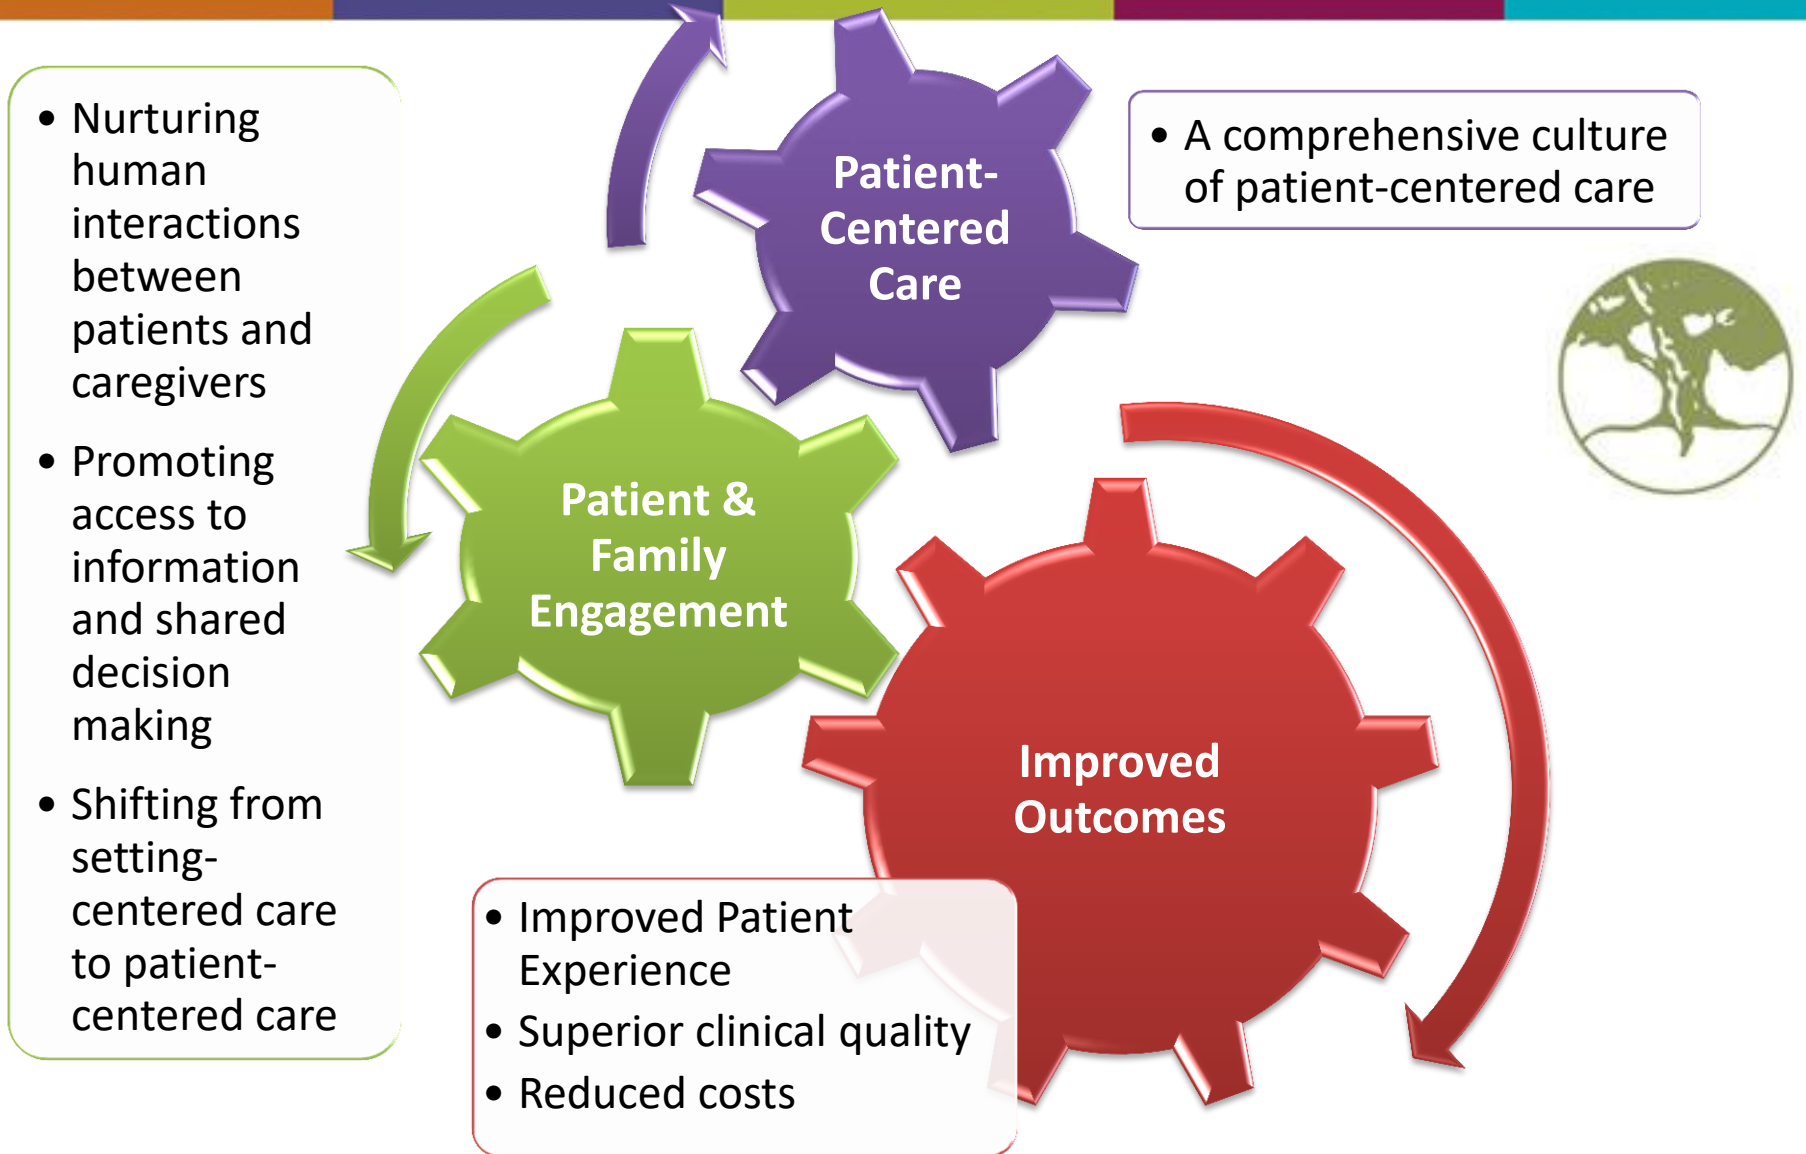 • Nurturing
human
interactions
between
patients and
caregivers
• Promoting
access to
information
and shared
decision
making
• Shifting from
setting-
centered care
to patient-
centered care
Patient-
Centered
Care
• A comprehensive culture
of patient-centered care
Patient &
Family
Engagement
Improved
Outcomes
• Improved Patient
Experience
• Superior clinical quality
• Reduced costs